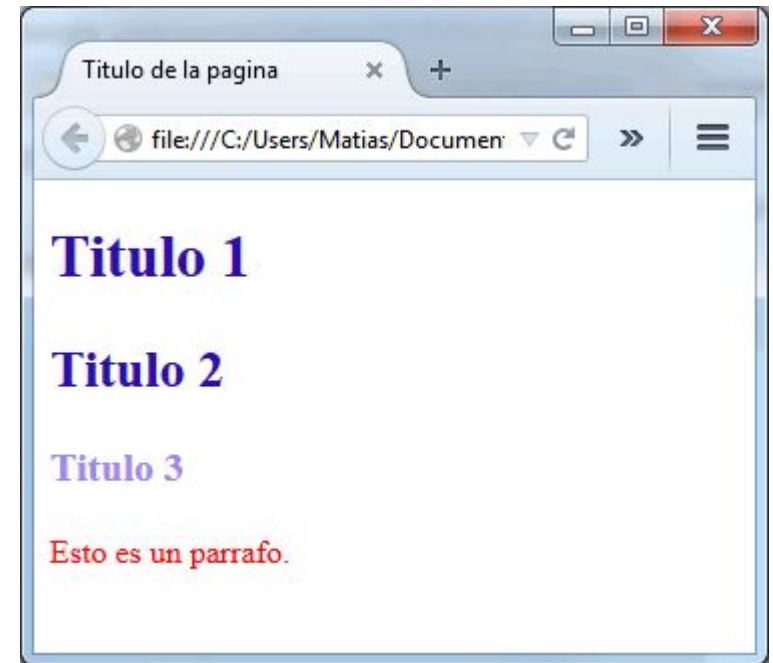 Titulo de la pagina
file:///C:/Users/Matias/Documen
Titulo 1
Titulo 2
Titulo 3
Esto es un parrafo.